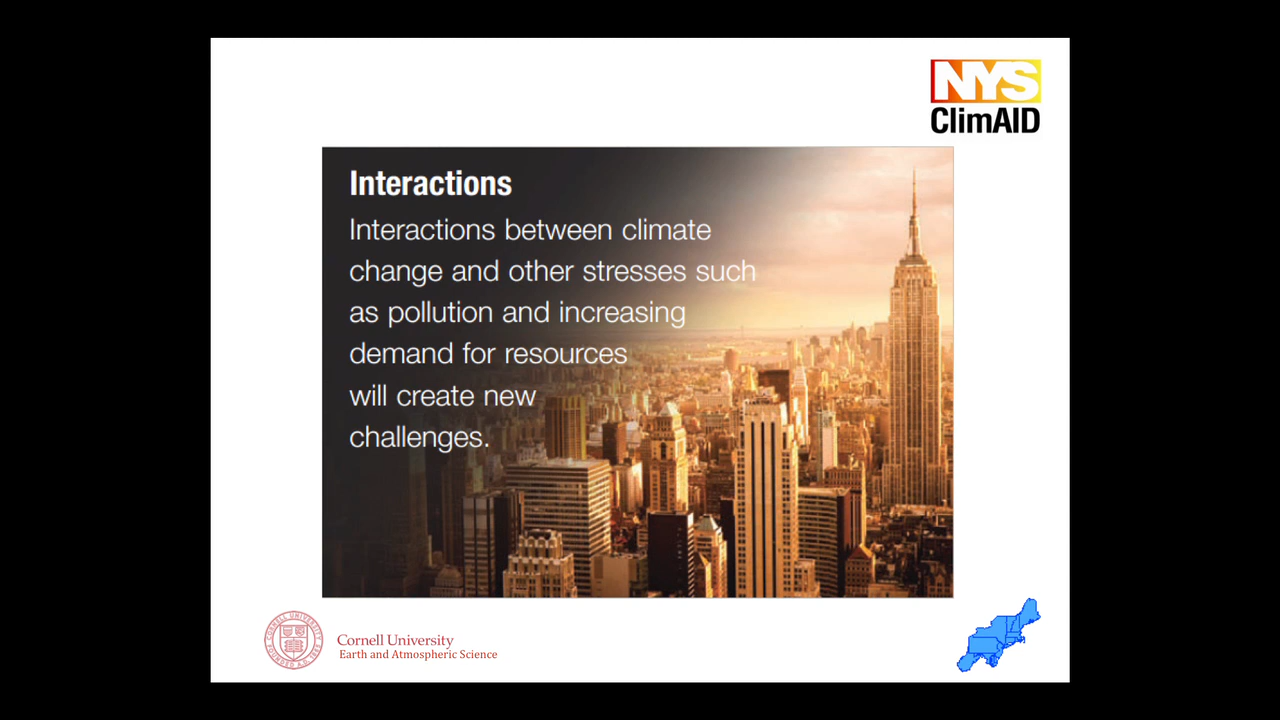 NYS
ClimAID
Interactions
Interactions between climate
change and other stresses such
as pollution and increasing
demand for resources
will create new
challenges.
Cornell University
Earth and Atmospheric Science